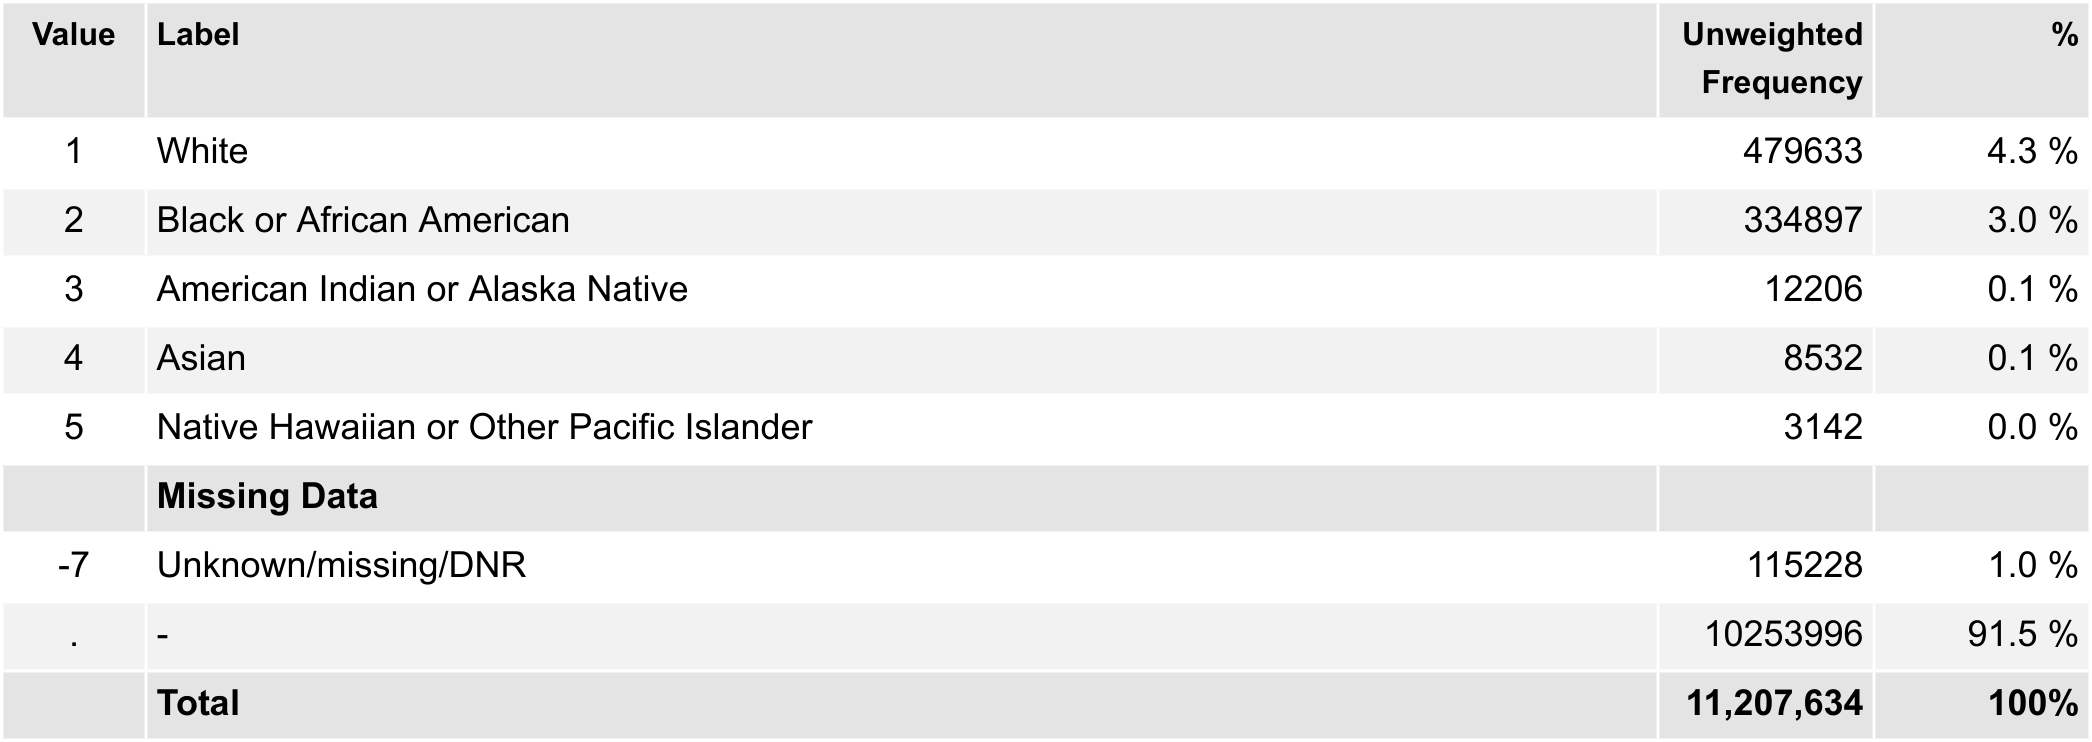 Value Label Unweighted Frequency %
1 White 479633 4.3 %
2 Black or African American 334897 3.0 %
3 American Indian or Alaska Native 12206 0.1 %
4 Asian 8532 0.1 %
5 Native Hawaiian or Other Pacific Islander 3142 0.0 %
Missing Data
-7 Unknown/missing/DNR 115228 1.0 %
. - 10253996 91.5 %
Total 11,207,634 100%